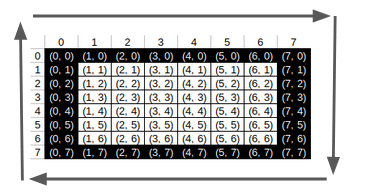 0 1 2 3 4 5 6 7
0 (0, 0) (1, 0) (2, 0) (3, 0) (4, 0) (5, 0) (6, 0) (7, 0)
1 (0, 1) (1, 1) (2, 1) (3, 1) (4, 1) (5, 1) (6, 1) (7, 1)
2 (0, 2) (1, 2) (2, 2) (3, 2) (4, 2) (5, 2) (6, 2) (7, 2)
3 (0, 3) (1, 3) (2, 3) (3, 3) (4, 3) (5, 3) (6, 3) (7, 3)
4 (0, 4) (1, 4) (2, 4) (3, 4) (4, 4) (5, 4) (6, 4) (7, 4)
5 (0, 5) (1, 5) (2, 5) (3, 5) (4, 5) (5, 5) (6, 5) (7, 5)
6 (0, 6) (1, 6) (2, 6) (3, 6) (4, 6) (5, 6) (6, 6) (7, 6)
7 (0, 7) (1, 7) (2, 7) (3, 7) (4, 7) (5, 7) (6, 7) (7, 7)